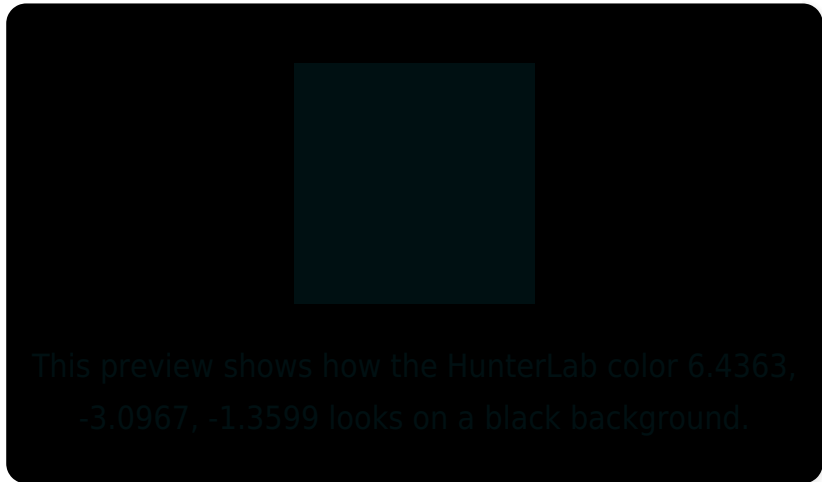 This preview shows how the HunterLab color 6.4363,
-3.0967, -1.3599 looks on a black background.